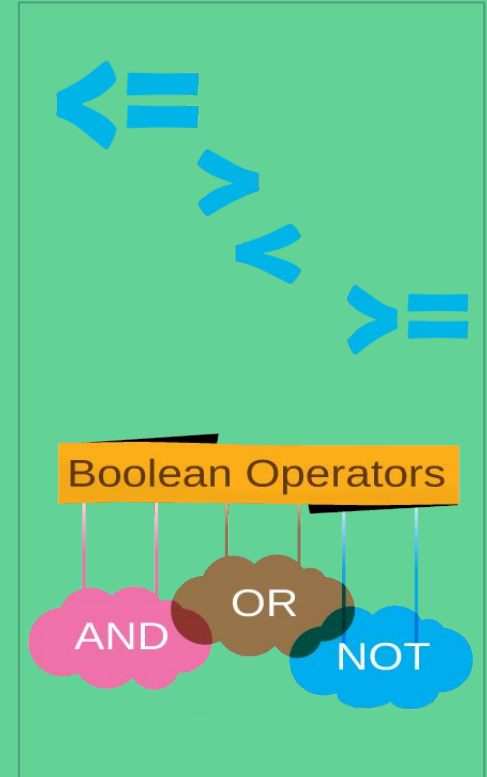 <=
>
<
>=
Boolean Operators
AND
OR
NOT